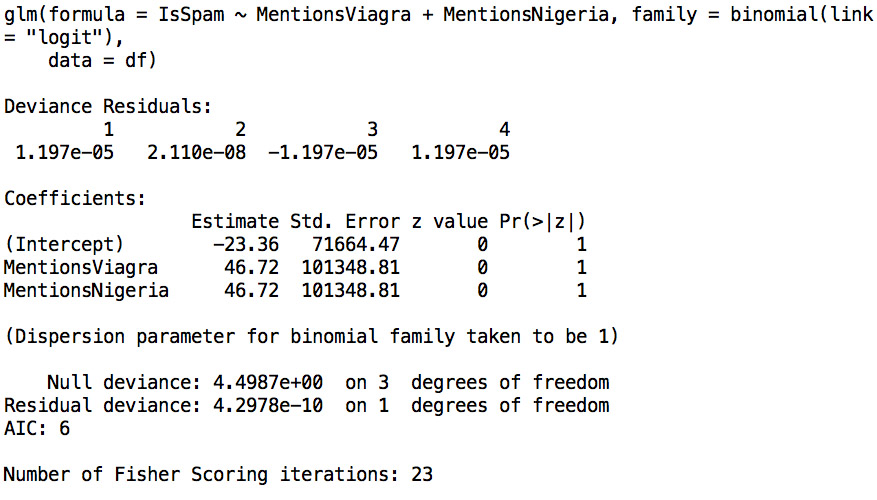 glm(formula = IsSpam ~ MentionsViagra + MentionsNigeria, family = binomial(link
= "logit"),
    data = df)

Deviance Residuals:
         1          2          3          4
 1.197e-05  2.110e-08 -1.197e-05  1.197e-05

Coefficients:
                Estimate Std. Error z value Pr(>|z|)
(Intercept)       -23.36   71664.47       0        1
MentionsViagra     46.72  101348.81       0        1
MentionsNigeria    46.72  101348.81       0        1

(Dispersion parameter for binomial family taken to be 1)

    Null deviance: 4.4987e+00  on 3  degrees of freedom
Residual deviance: 4.2978e-10  on 1  degrees of freedom
AIC: 6

Number of Fisher Scoring iterations: 23